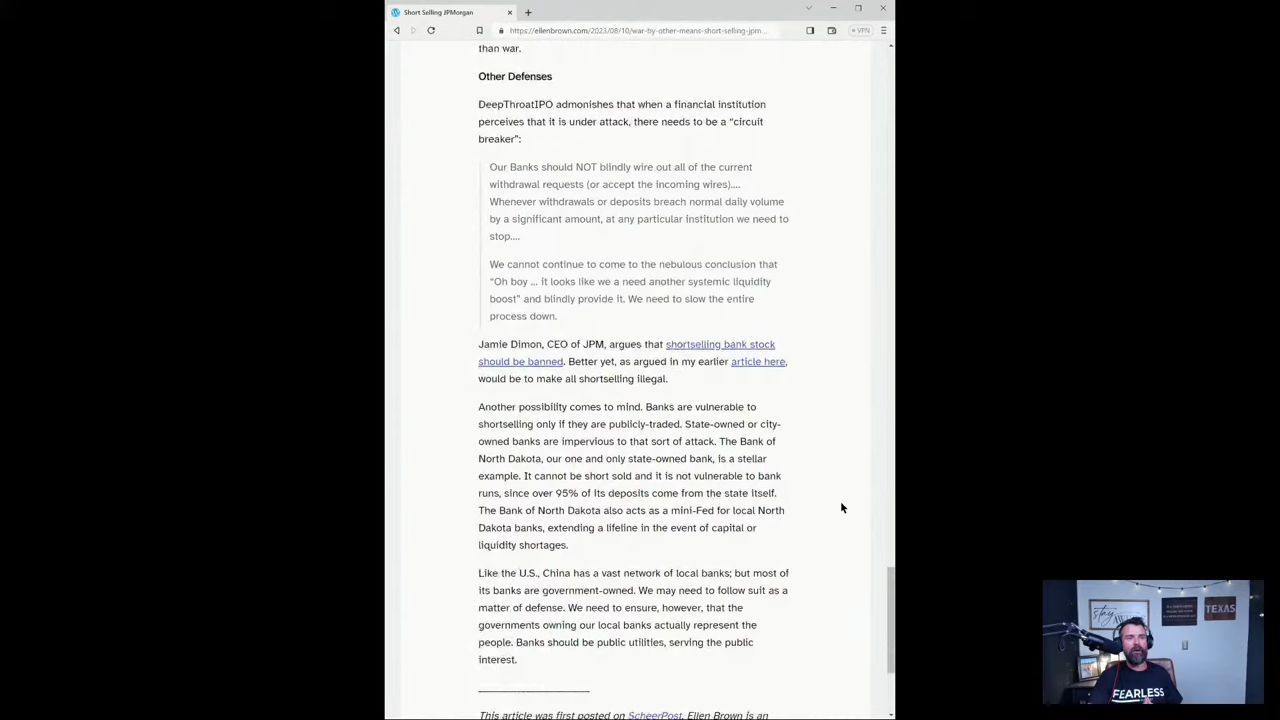 Short Selling JPMorgan
https://ellenbrown.com/2023/08/10/war-by-other-means-short-selling-jpm...
VPN
than war.
Other Defenses
DeepThroatIPO admonishes that when a financial institution
perceives that it is under attack, there needs to be a “circuit
breaker”:
Our Banks should NOT blindly wire out all of the current
withdrawal requests (or accept the incoming wires)....
Whenever withdrawals or deposits breach normal daily volume
by a significant amount, at any particular institution we need to
stop....
We cannot continue to come to the nebulous conclusion that
“Oh boy ... it looks like we a need another systemic liquidity
boost” and blindly provide it. We need to slow the entire
process down.
Jamie Dimon, CEO of JPM, argues that shortselling bank stock
should be banned. Better yet, as argued in my earlier article here,
would be to make all shortselling illegal.
Another possibility comes to mind. Banks are vulnerable to
shortselling only if they are publicly-traded. State-owned or city-
owned banks are impervious to that sort of attack. The Bank of
North Dakota, our one and only state-owned bank, is a stellar
example. It cannot be short sold and it is not vulnerable to bank
runs, since over 95% of its deposits come from the state itself.
The Bank of North Dakota also acts as a mini-Fed for local North
Dakota banks, extending a lifeline in the event of capital or
liquidity shortages.
Like the U.S., China has a vast network of local banks; but most of
its banks are government-owned. We may need to follow suit as a
matter of defense. We need to ensure, however, that the
governments owning our local banks actually represent the
people. Banks should be public utilities, serving the public
interest.
This article was first posted on ScheerPost. Ellen Brown is an
stay
TEXAS
FEARLESS